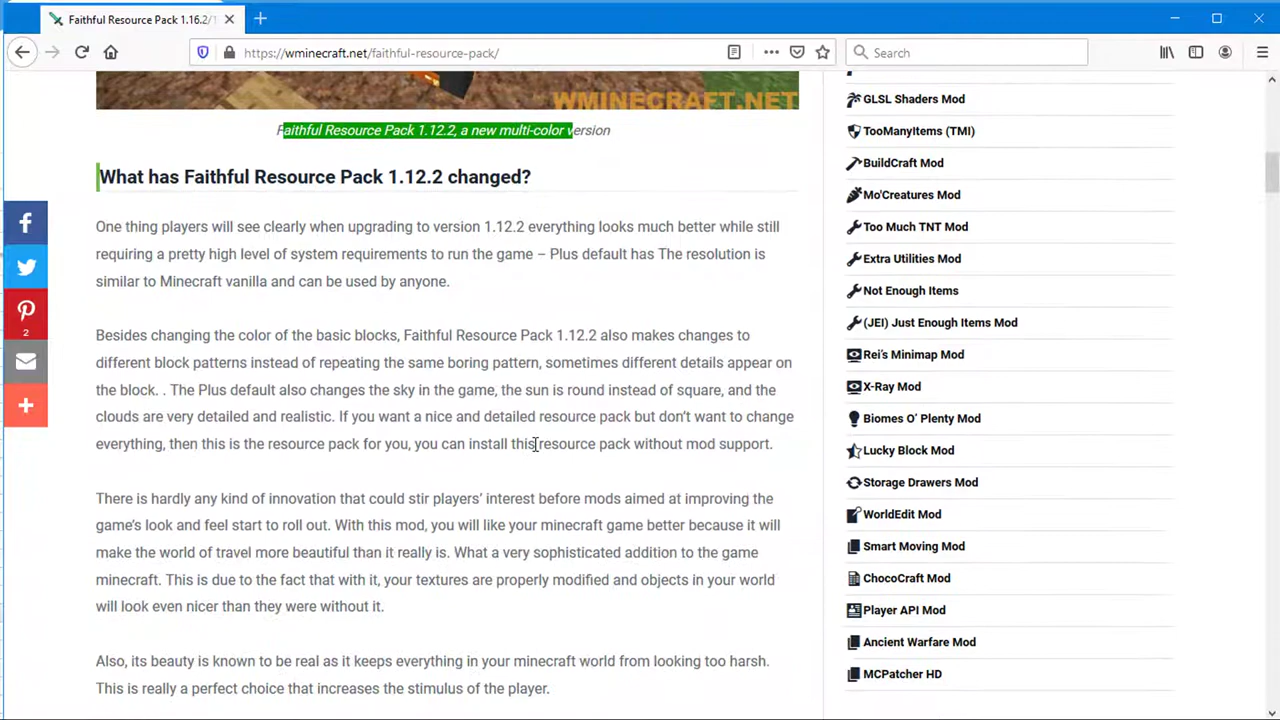 Faithful Resource Pack 1.16.2/
https://wminecraft.net/faithful-resource-pack/
Search
WMINECRAFT.NET
Faithful Resource Pack 1.12.2, a new multi-color version
What has Faithful Resource Pack 1.12.2 changed?
One thing players will see clearly when upgrading to version 1.12.2 everything looks much better while still
requiring a pretty high level of system requirements to run the game – Plus default has The resolution is
similar to Minecraft vanilla and can be used by anyone.
Besides changing the color of the basic blocks, Faithful Resource Pack 1.12.2 also makes changes to
different block patterns instead of repeating the same boring pattern, sometimes different details appear on
the block. . The Plus default also changes the sky in the game, the sun is round instead of square, and the
clouds are very detailed and realistic. If you want a nice and detailed resource pack but don't want to change
everything, then this is the resource pack for you, you can install this resource pack without mod support.
There is hardly any kind of innovation that could stir players' interest before mods aimed at improving the
game's look and feel start to roll out. With this mod, you will like your minecraft game better because it will
make the world of travel more beautiful than it really is. What a very sophisticated addition to the game
minecraft. This is due to the fact that with it, your textures are properly modified and objects in your world
will look even nicer than they were without it.
Also, its beauty is known to be real as it keeps everything in your minecraft world from looking too harsh.
This is really a perfect choice that increases the stimulus of the player.
2
GLSL Shaders Mod
TooManyItems (TMI)
BuildCraft Mod
Mo'Creatures Mod
Too Much TNT Mod
Extra Utilities Mod
Not Enough Items
(JEI) Just Enough Items Mod
Rei's Minimap Mod
X-Ray Mod
Biomes O' Plenty Mod
Lucky Block Mod
Storage Drawers Mod
WorldEdit Mod
Smart Moving Mod
ChocoCraft Mod
Player API Mod
Ancient Warfare Mod
MCPatcher HD